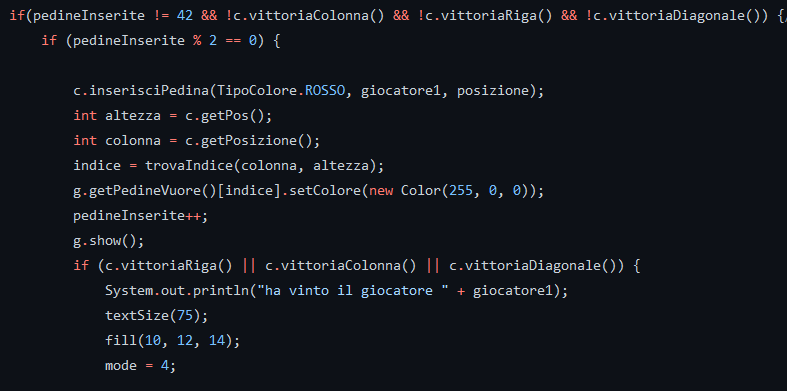 if(pedineInserite != 42 && !c.vittoriaColonna() && !c.vittoriaRiga() && !c.vittoriaDiagonale()) {/
if (pedineInserite % 2 == 0) {
c.inserisciPedina(TipoColore.ROSSO, giocatore1, posizione);
int altezza = c.getPos();
int colonna = c.getPosizione();
indice = trovaIndice(colonna, altezza);
g.getPedineVuore()[indice].setColore(new Color(255, 0, 0));
pedineInserite++;
g.show();
if (c.vittoriaRiga() || c.vittoriaColonna() || c.vittoriaDiagonale()) {
System.out.println("ha vinto il giocatore " + giocatore1);
textSize(75);
fill(10, 12, 14);
mode = 4;